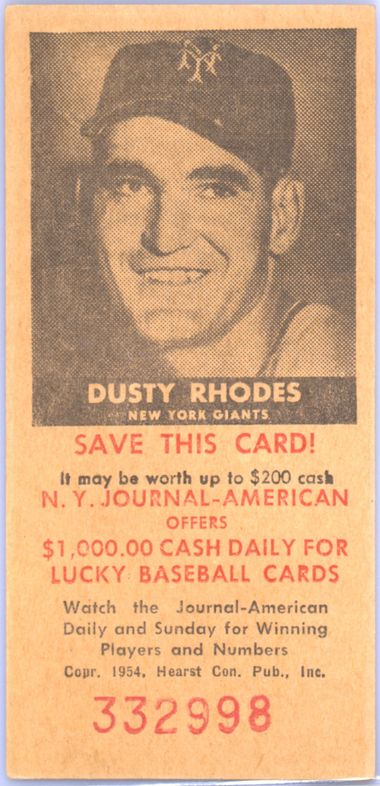 NY
DUSTY RHODES
NEW YORK GIANTS
SAVE THIS CARD!
It may be worth up to $200 cash
N. Y. JOURNAL-AMERICAN
OFFERS
$1,000.00 CASH DAILY FOR
LUCKY BASEBALL CARDS
Watch the Journal-American
Daily and Sunday for Winning
Players and Numbers
Copr. 1954, Hearst Con. Pub., Inc.
332998